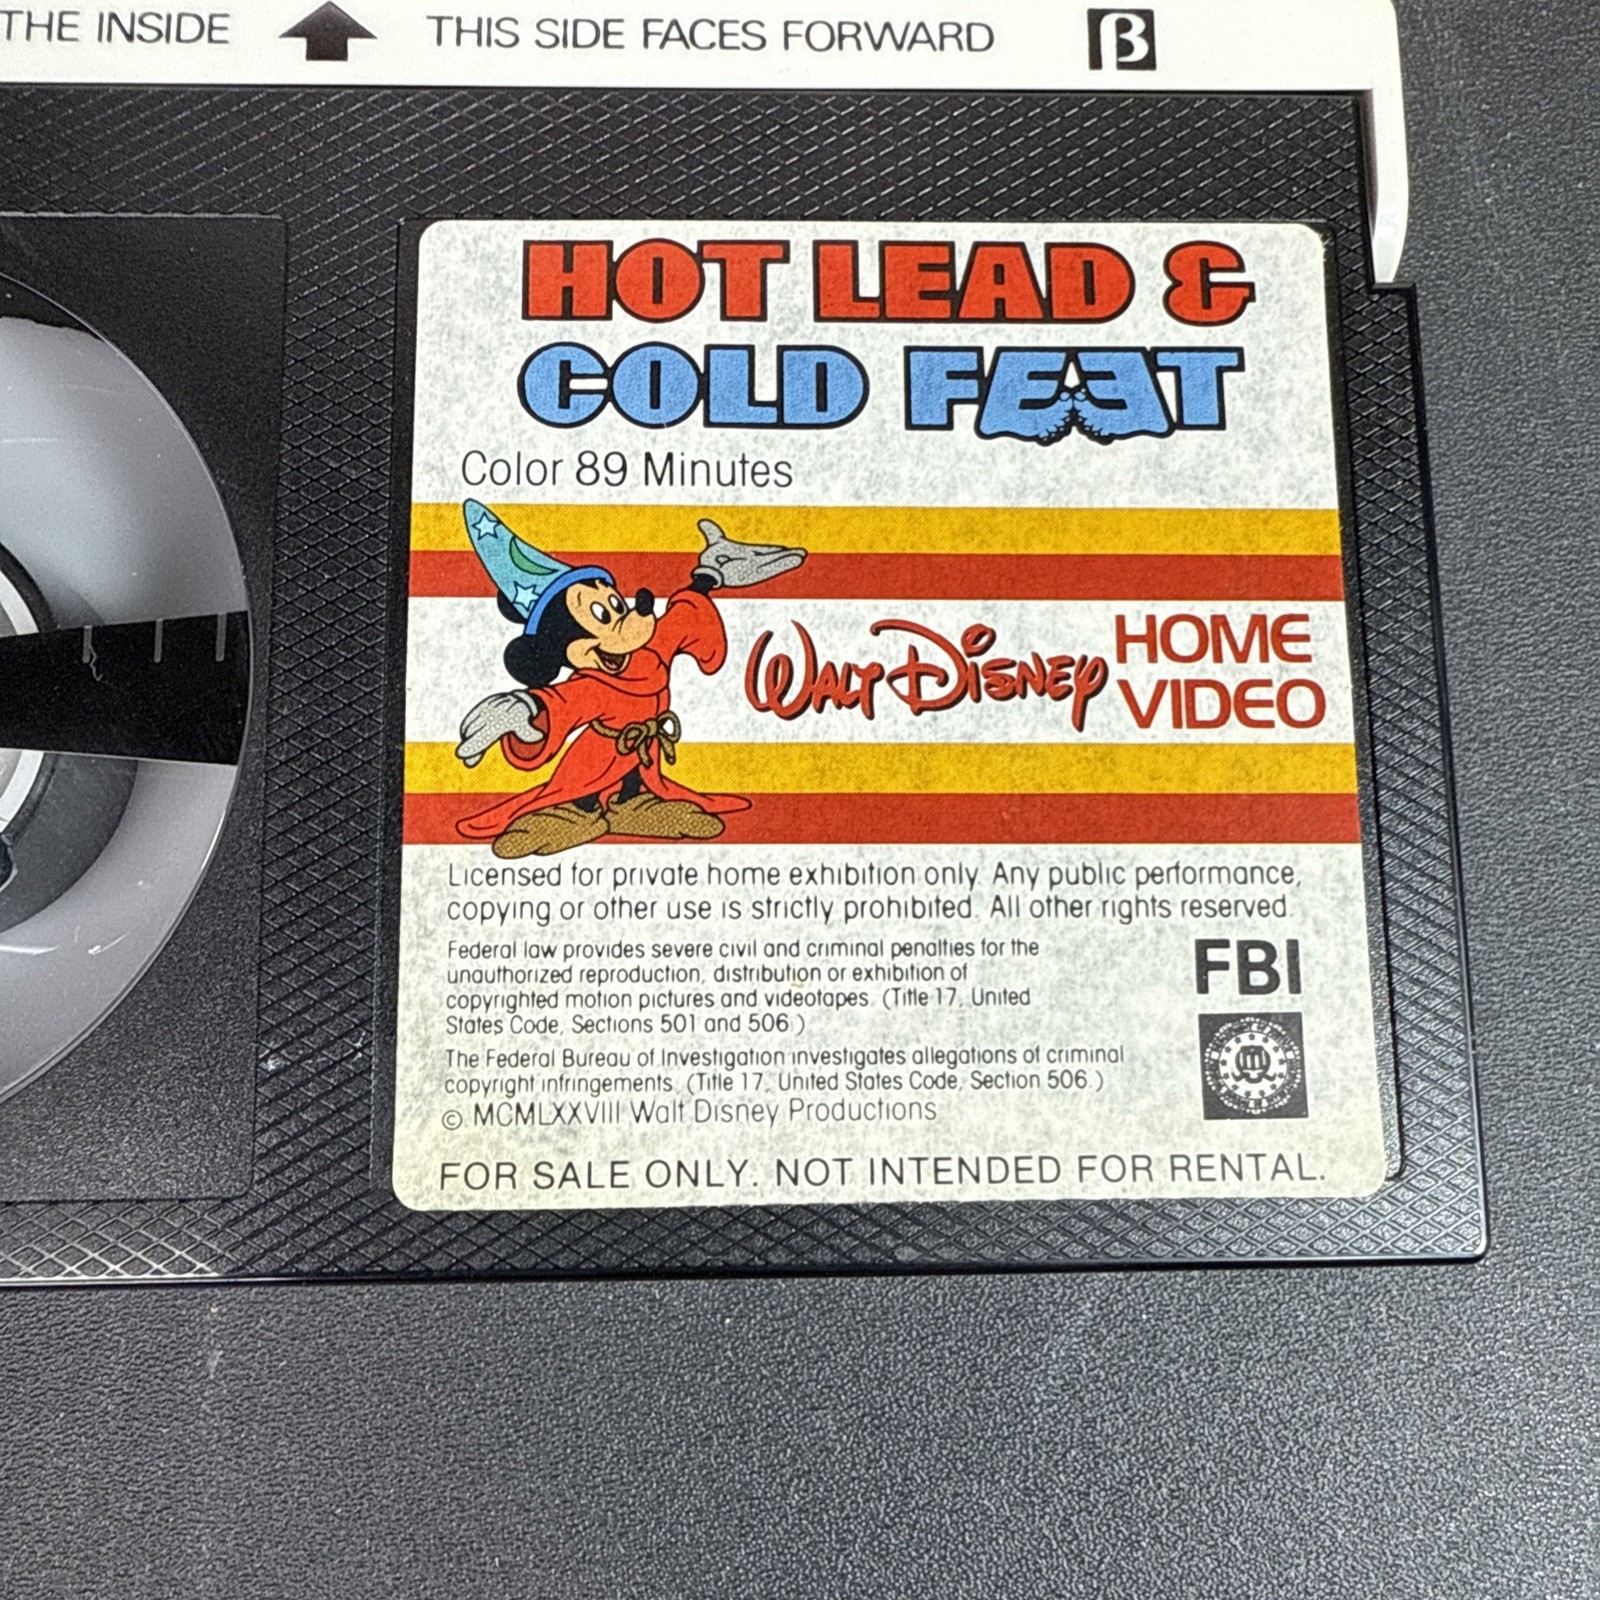 THE INSIDE THIS SIDE FACES FORWARD β
HOT LEAD &
COLD FEET
Color 89 Minutes
WALT DISNEY HOME VIDEO
Licensed for private home exhibition only. Any public performance,
copying or other use is strictly prohibited. All other rights reserved.
Federal law provides severe civil and criminal penalties for the
unauthorized reproduction, distribution or exhibition of
copyrighted motion pictures and videotapes. (Title 17, United
States Code, Sections 501 and 506.)
FBI
The Federal Bureau of Investigation investigates allegations of criminal
copyright infringements. (Title 17, United States Code, Section 506.)
© MCMLXXVIII Walt Disney Productions
FOR SALE ONLY. NOT INTENDED FOR RENTAL.